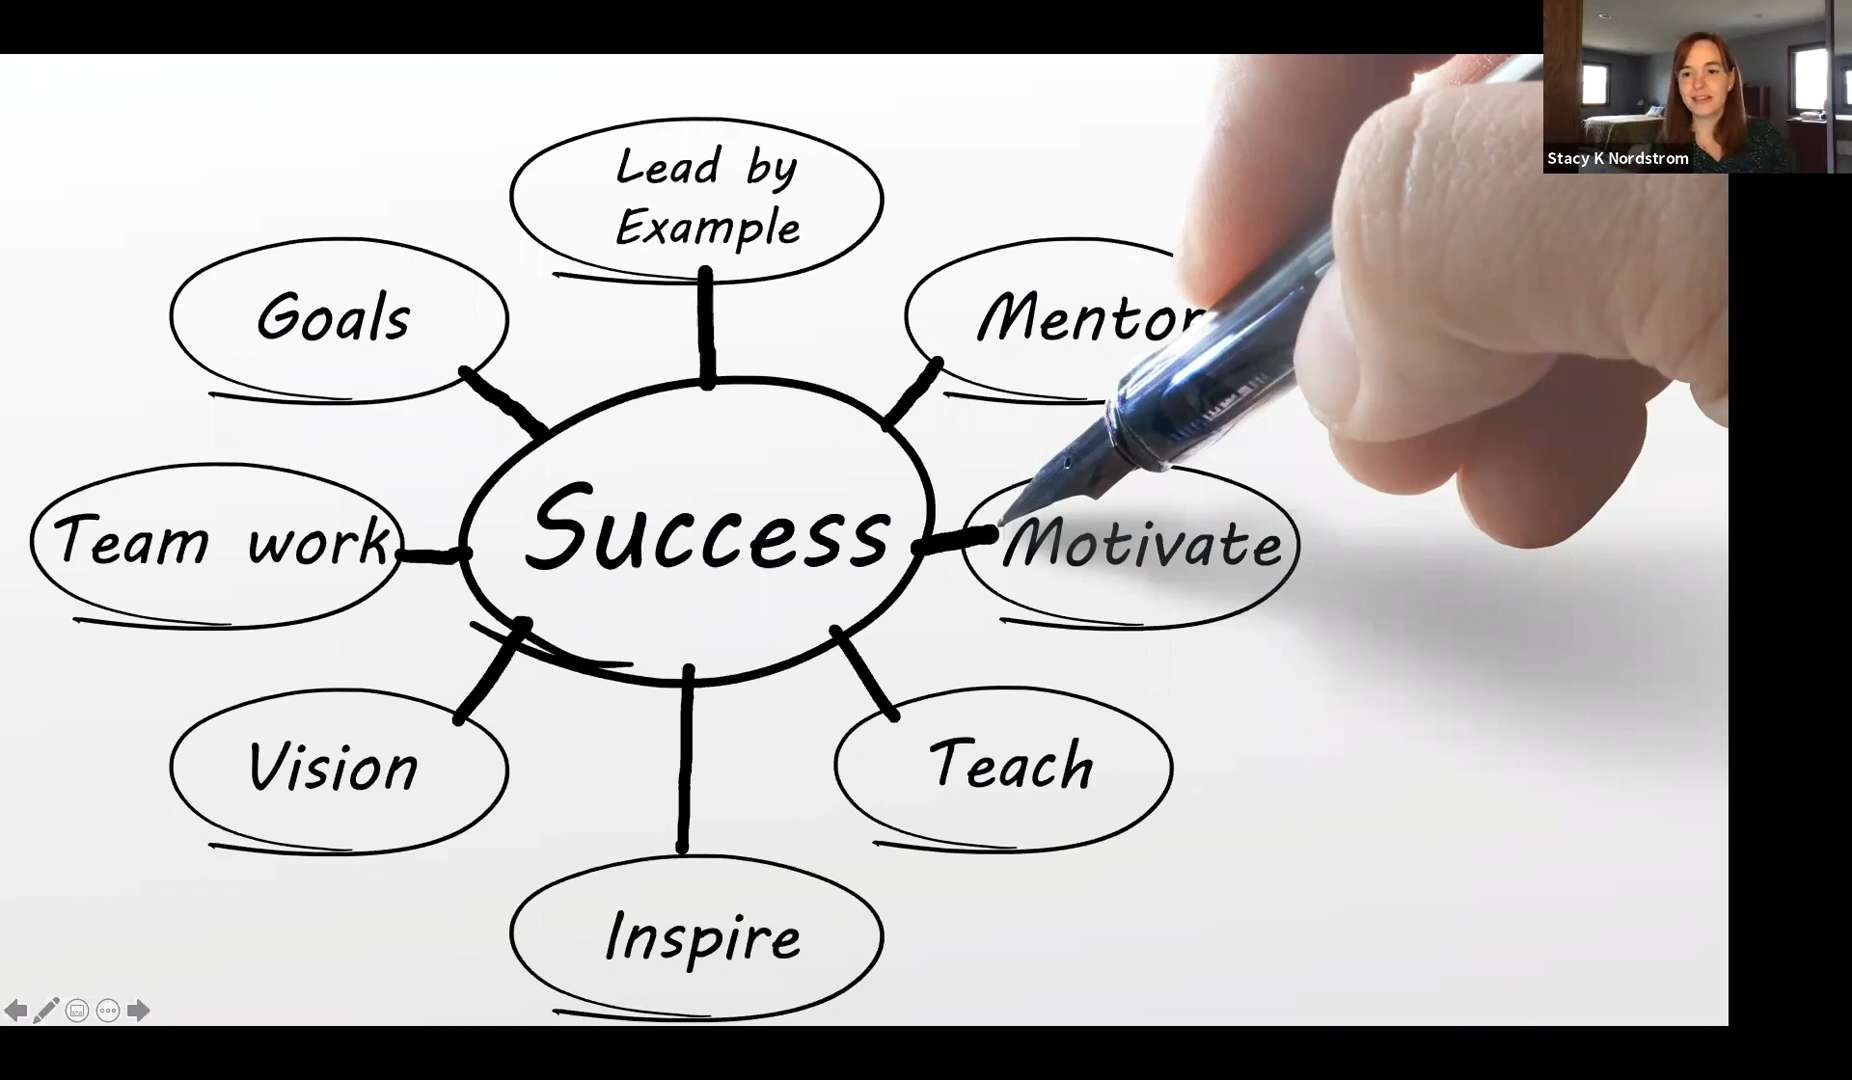 Stacy K Nordstrom
Lead by
Example
Goals
Mentor
Team work
Success
Motivate
Vision
Teach
Inspire